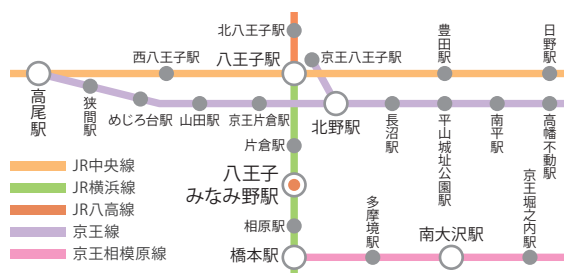 北八王子駅
西八王子駅
八王子駅
京王八王子駅
豊田駅
日野駅
高尾駅
狭間駅
めじろ台駅
山田駅
京王片倉駅
北野駅
長沼駅
平山城址公園駅
南平駅
高幡不動駅
片倉駅
八王子
みなみ野駅
相原駅
橋本駅
多摩境駅
南大沢駅
京王堀之内駅
JR中央線
JR横浜線
JR八高線
京王線
京王相模原線